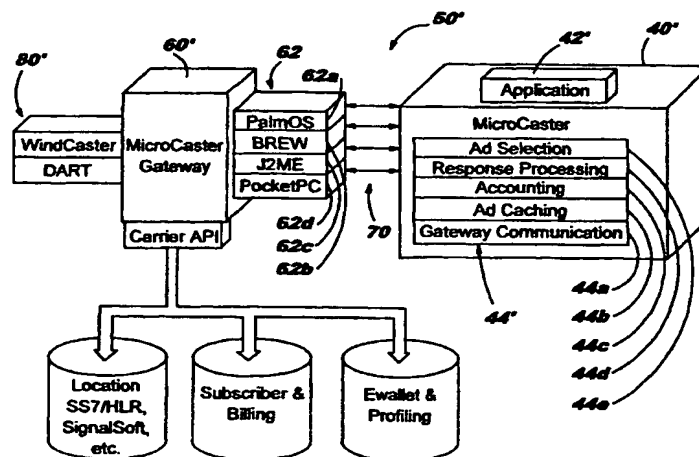 50"
40"
60"
42"
80"
62
62a
Application
PalmOS
MicroCaster
WindCaster
MicroCaster
Gateway
BREW
Ad Selection
DART
J2ME
Response Processing
PocketPC
Accounting
62d
70
Ad Caching
Carrier API
62c
Gateway Communication
62b
44"
44a
44b
44c
44d
44e
Location
SS7/HLR,
SignalSoft,
etc.
Subscriber &
Billing
Ewallet &
Profiling